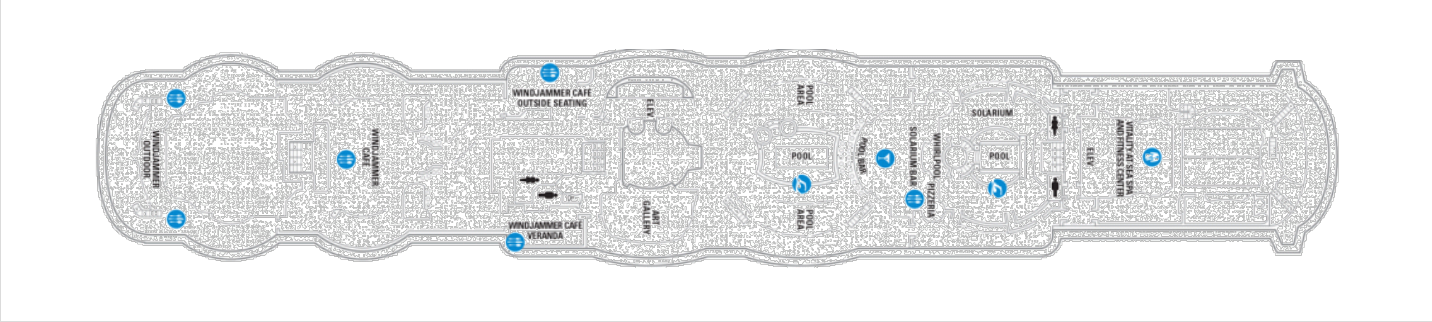 WINDJAMMER
OUTDOOR
WINDJAMMER
CAFE
WINDJAMMER CAFE
OUTSIDE SEATING
WINDJAMMER CAFE
VERANDA
ELEV
ART
GALLERY
POOL
AREA
POOL
POOL
AREA
POOL BAR
SOLARIUM BAR
WHIRLPOOL PIZZERIA
SOLARIUM
POOL
ELEV
VITALITY AT SEA SPA
AND FITNESS CENTER